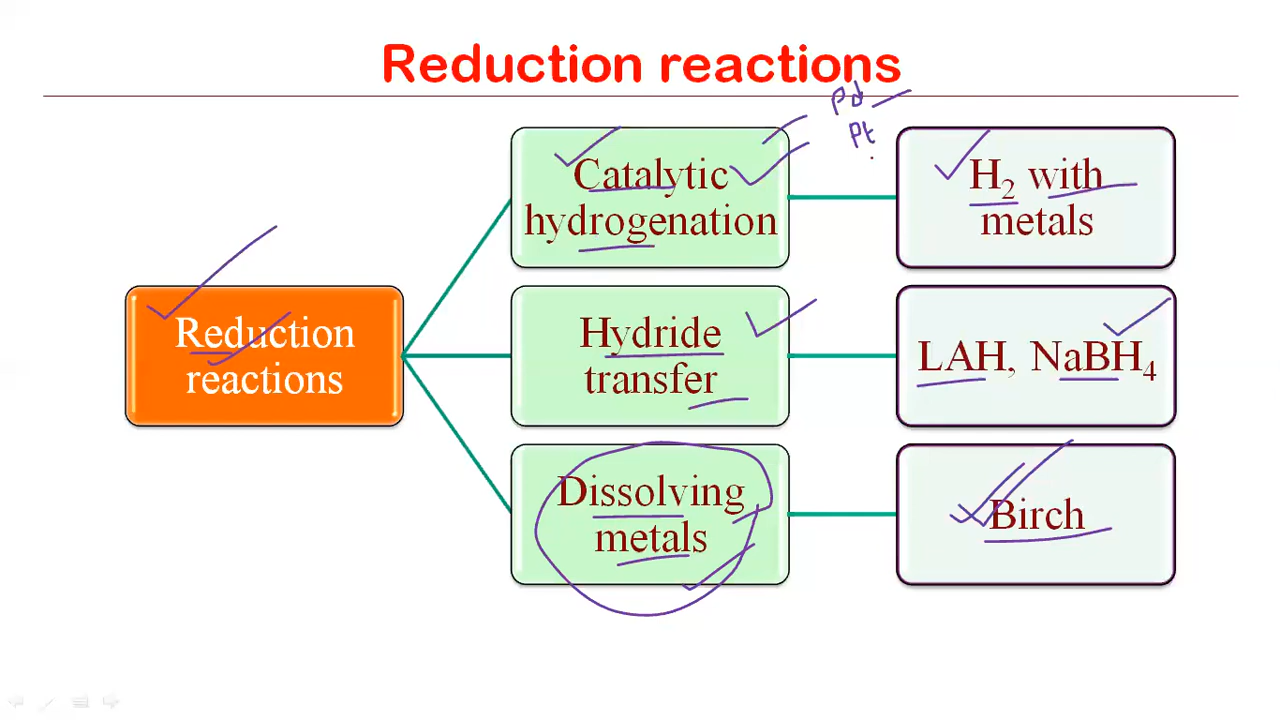 Reduction reactions
Pd
Pt
Catalytic
hydrogenation
H₂ with
metals
Reduction
reactions
Hydride
transfer
LAH, NaBH₄
Dissolving
metals
Birch